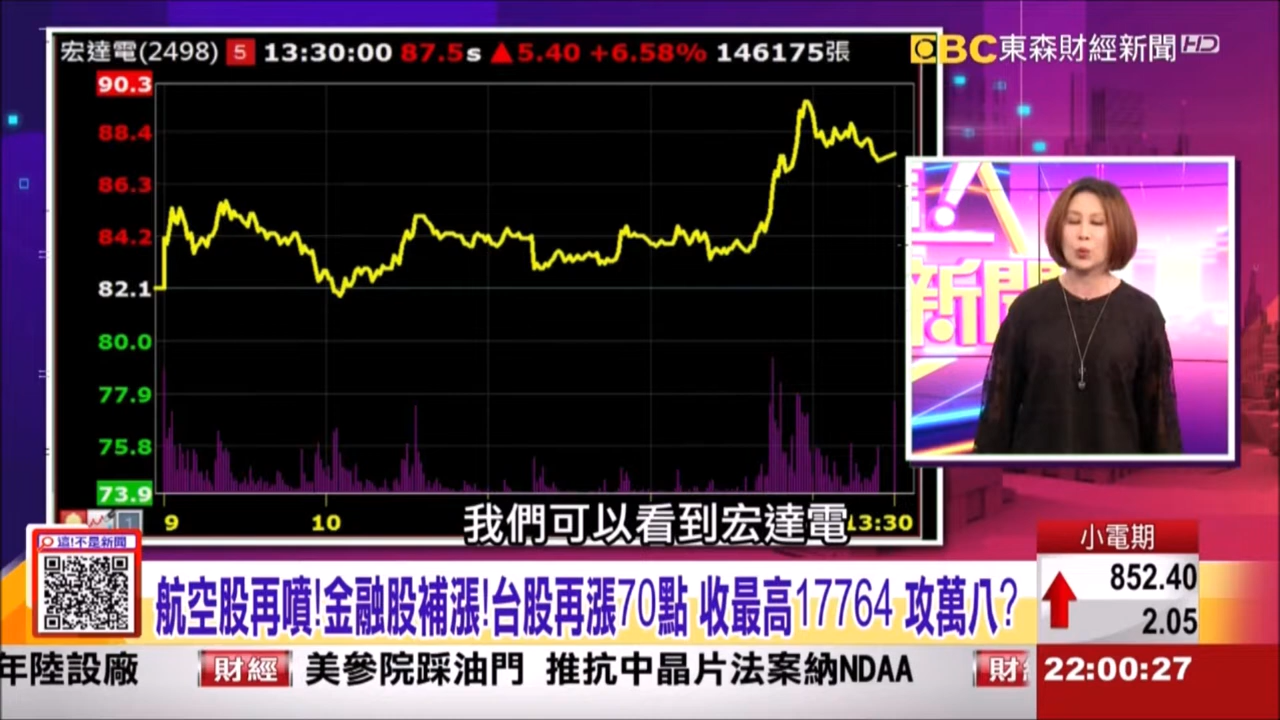 宏達電(2498) 5 13:30:00 87.5s ▲5.40 +6.58% 146175張
EBC 東森財經新聞 HD
90.3
88.4
86.3
84.2
82.1
80.0
77.9
75.8
73.9
9 10 13:30
新聞
我們可以看到宏達電
這!不是新聞
小電期
852.40
2.05
航空股再噴!金融股補漲!台股再漲70點 收最高17764 攻萬八?
年陸設廠 財經 美參院踩油門 推抗中晶片法案納NDAA 財
22:00:27